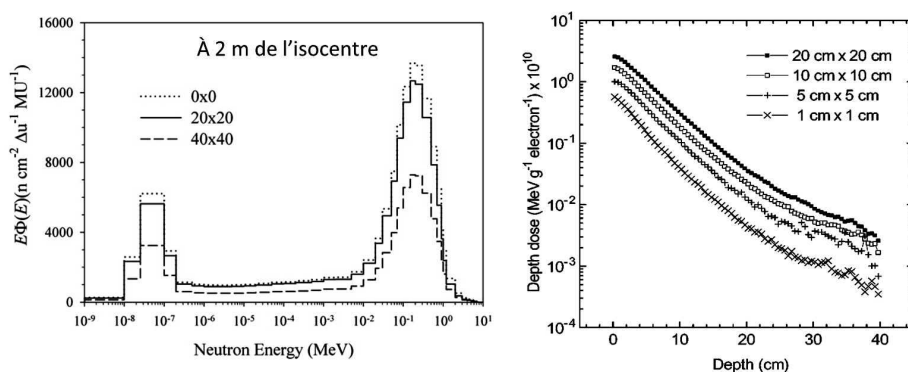 À 2 m de l'isocentre
0x0
20x20
40x40
EΦ(E)(n cm⁻² Δu⁻¹ MU⁻¹)
16000
12000
8000
4000
0
10⁻⁹ 10⁻⁸ 10⁻⁷ 10⁻⁶ 10⁻⁵ 10⁻⁴ 10⁻³ 10⁻² 10⁻¹ 10⁰ 10¹
Neutron Energy (MeV)
Depth dose (MeV g⁻¹ electron⁻¹) x 10¹⁰
10¹
10⁰
10⁻¹
10⁻²
10⁻³
10⁻⁴
20 cm x 20 cm
10 cm x 10 cm
5 cm x 5 cm
1 cm x 1 cm
0 10 20 30 40
Depth (cm)